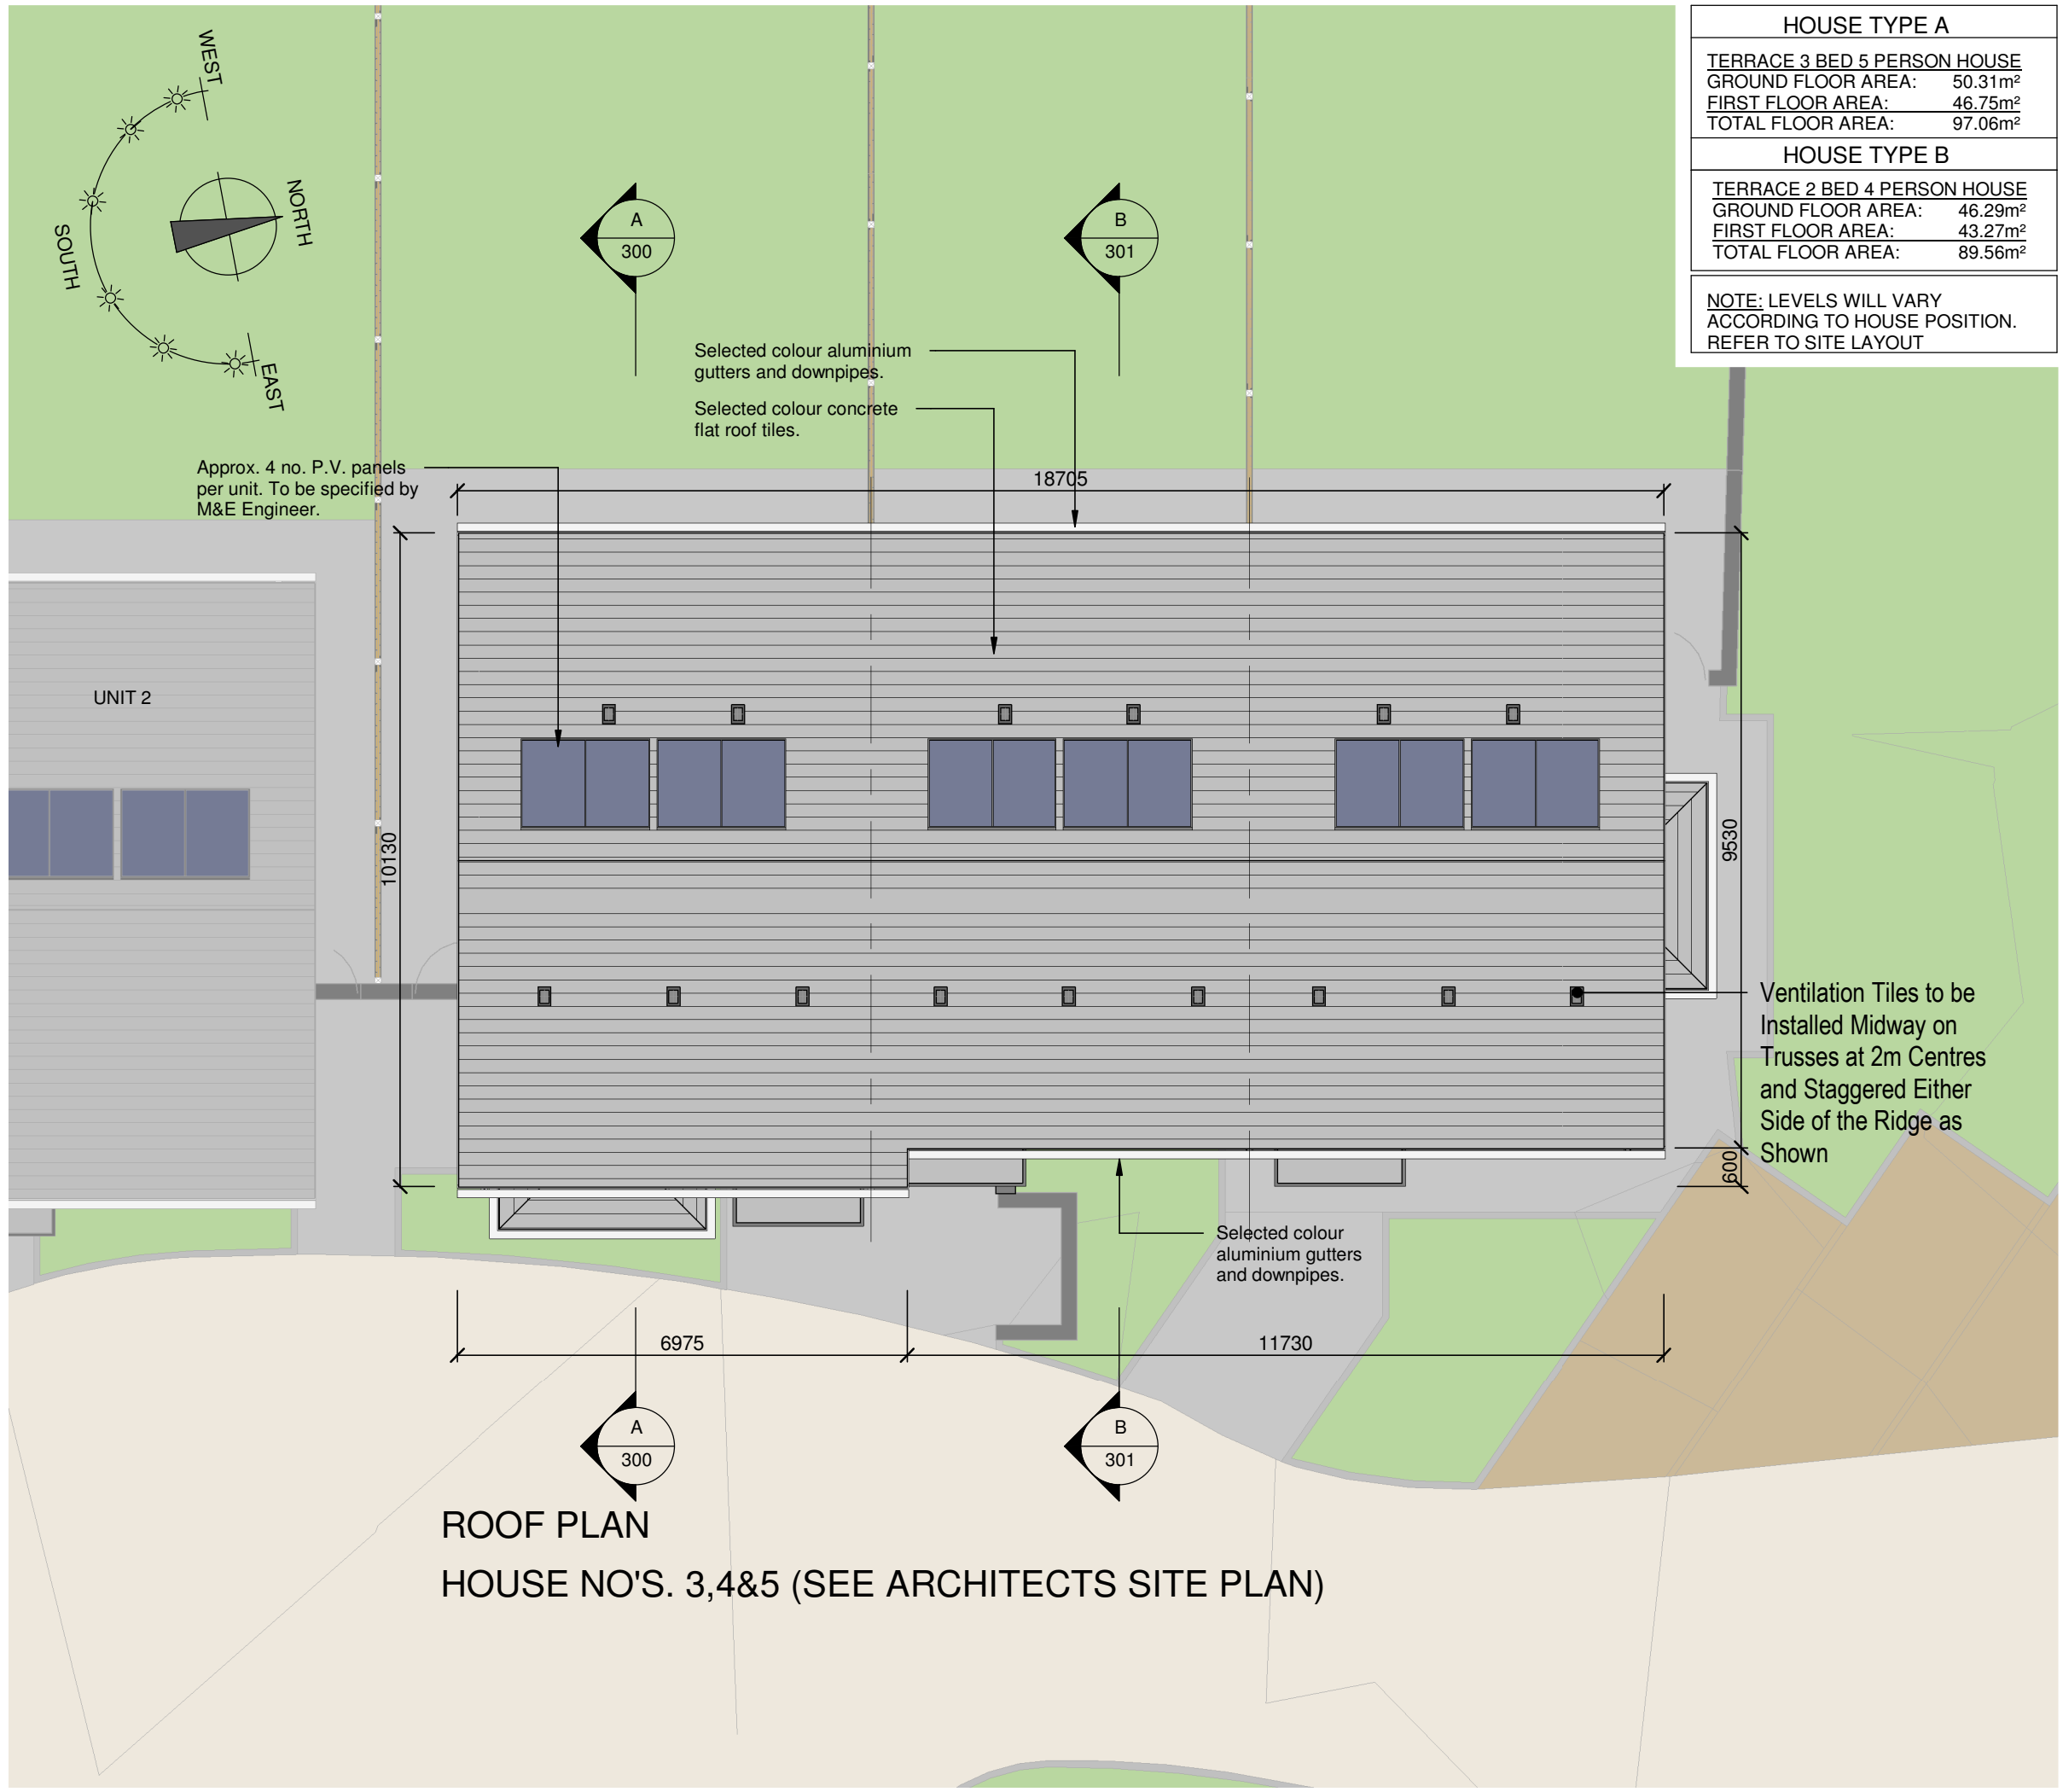 HOUSE TYPE A
TERRACE 3 BED 5 PERSON HOUSE
GROUND FLOOR AREA: 50.31m²
FIRST FLOOR AREA: 46.75m²
TOTAL FLOOR AREA: 97.06m²
HOUSE TYPE B
TERRACE 2 BED 4 PERSON HOUSE
GROUND FLOOR AREA: 46.29m²
FIRST FLOOR AREA: 43.27m²
TOTAL FLOOR AREA: 89.56m²
NOTE: LEVELS WILL VARY
ACCORDING TO HOUSE POSITION.
REFER TO SITE LAYOUT
WEST
NORTH
SOUTH
EAST
A
300
B
301
Selected colour aluminium
gutters and downpipes.
Selected colour concrete
flat roof tiles.
Approx. 4 no. P.V. panels
per unit. To be specified by
M&E Engineer.
18705
UNIT 2
10130
9530
Ventilation Tiles to be
Installed Midway on
Trusses at 2m Centres
and Staggered Either
Side of the Ridge as
Shown
600
Selected colour
aluminium gutters
and downpipes.
6975
11730
A
300
B
301
ROOF PLAN
HOUSE NO'S. 3,4&5 (SEE ARCHITECTS SITE PLAN)